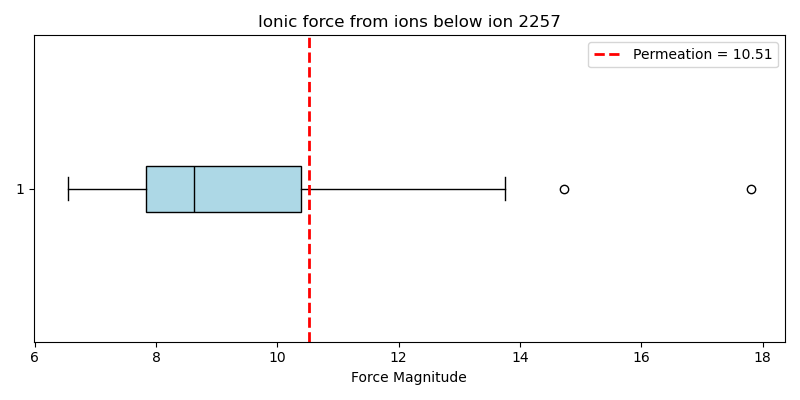 Ionic force from ions below ion 2257
Permeation = 10.51
1
6 8 10 12 14 16 18
Force Magnitude